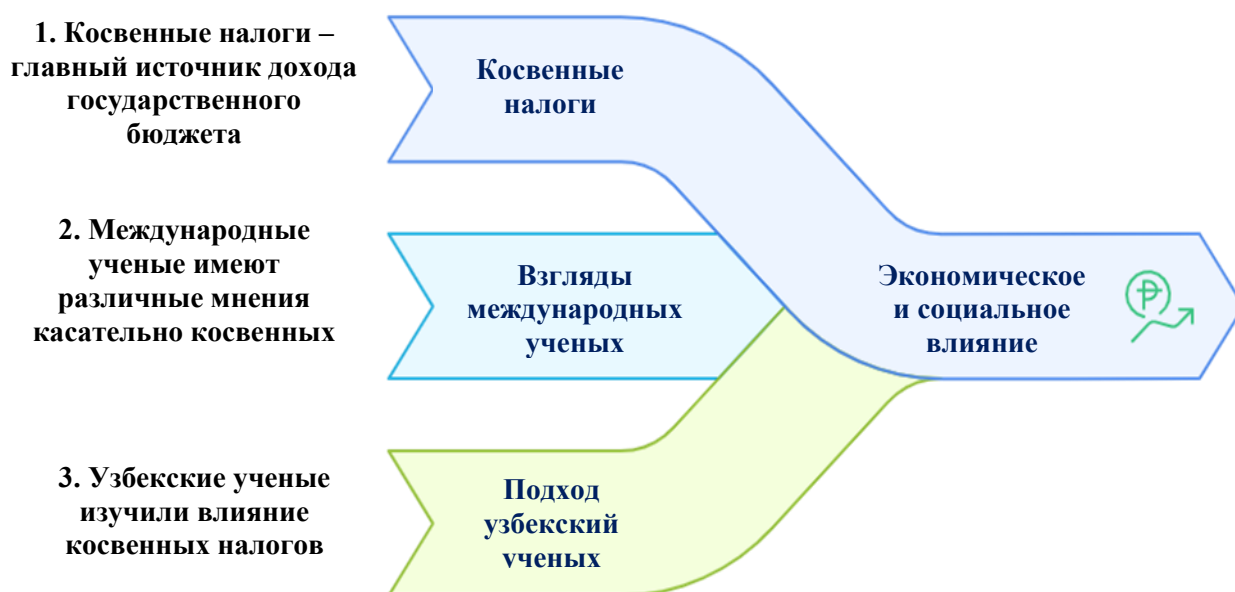 1. Косвенные налоги –
главный источник дохода
государственного
бюджета
Косвенные
налоги
2. Международные
ученые имеют
различные мнения
касательно косвенных
Взгляды
международных
ученых
Экономическое
и социальное
влияние
3. Узбекские ученые
изучили влияние
косвенных налогов
Подход
узбекский
ученых